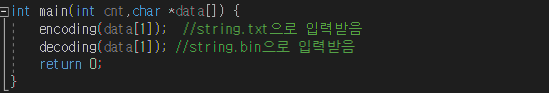 int main(int cnt,char *data[]) {
encoding(data[1]); //string.txt으로 입력받음
decoding(data[1]); //string.bin으로 입력받음
return 0;
}